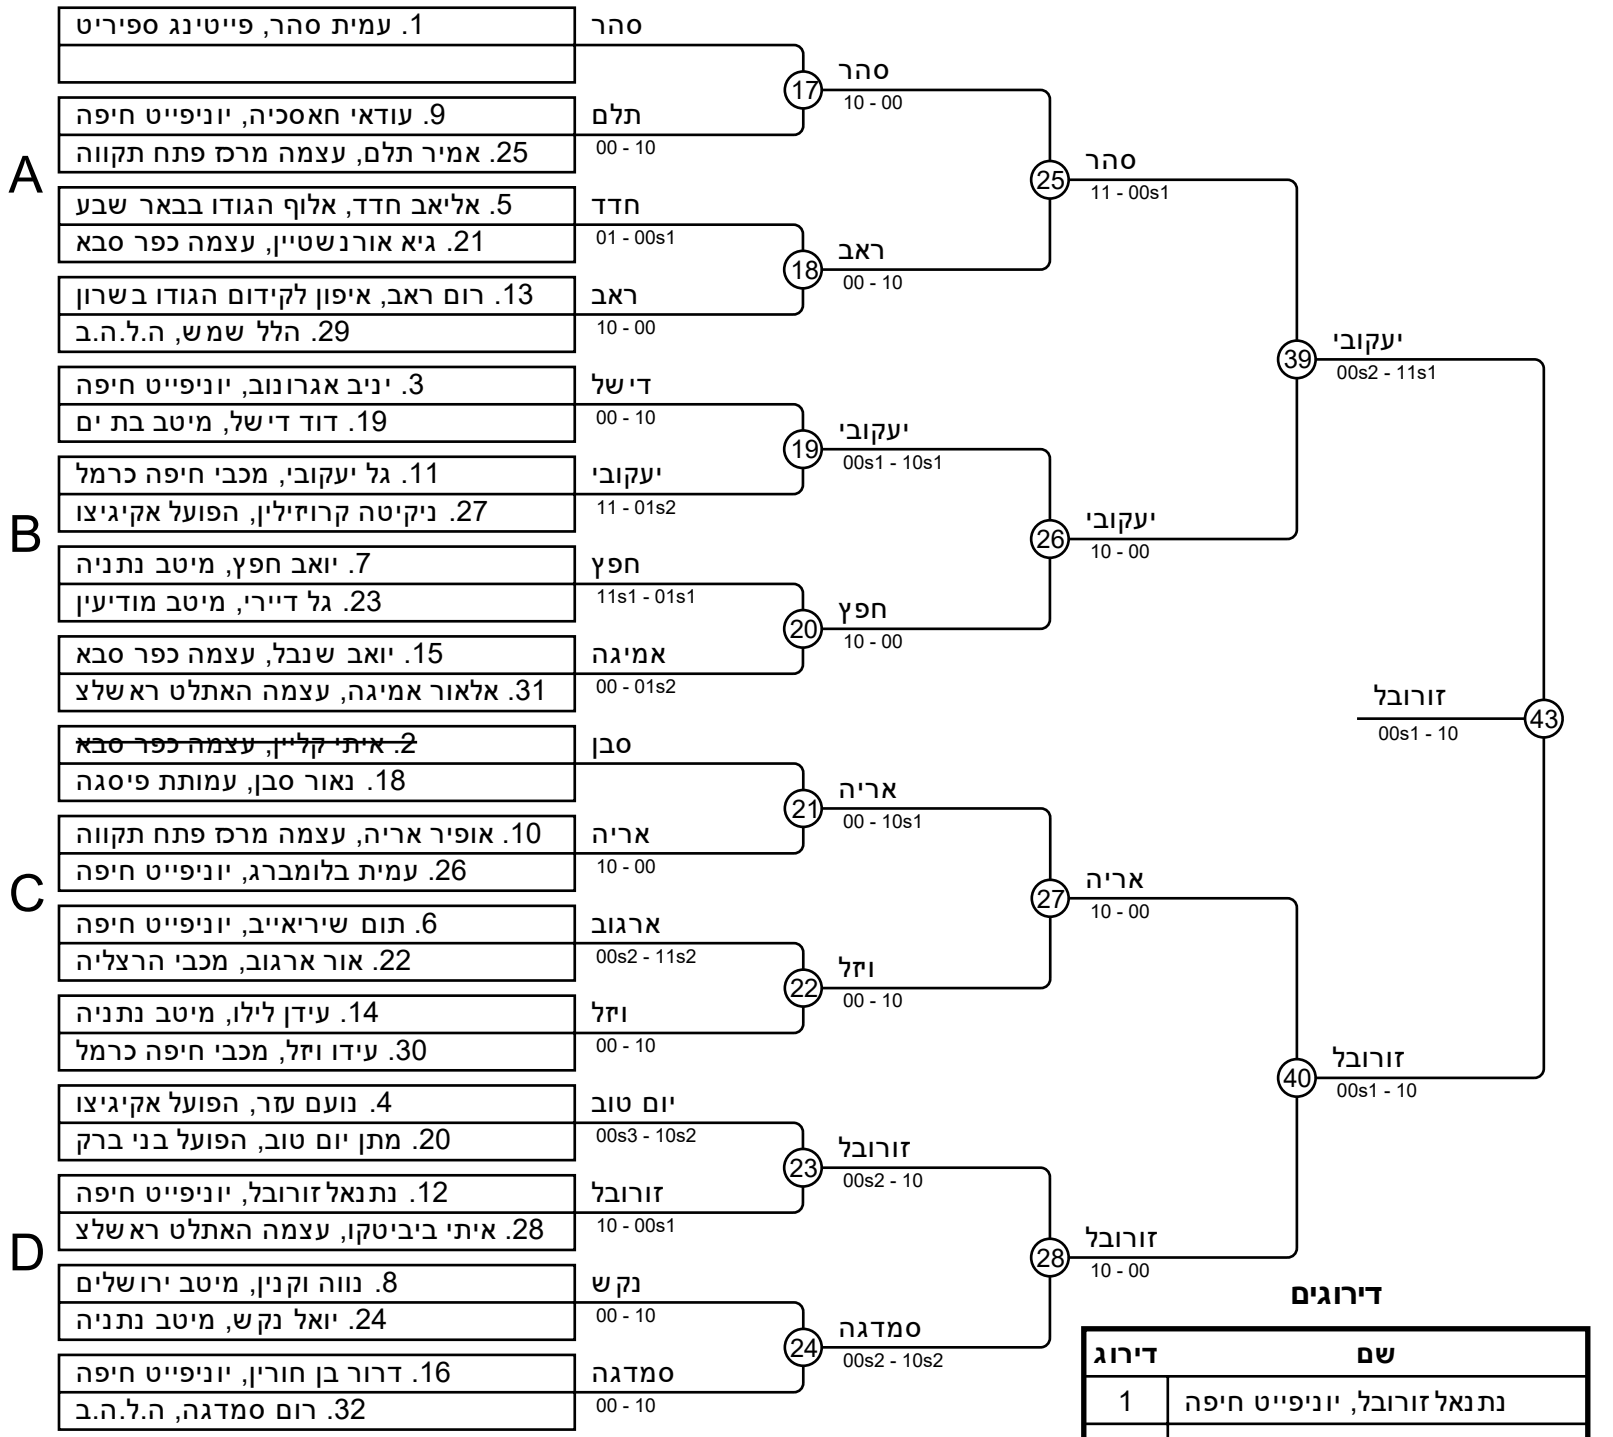 A
1. עמית סהר, פייטינג ספיריט
9. עודאי חאסכיה, יוניפייט חיפה
25. אמיר תלם, עצמה מרכז פתח תקווה
5. אליאב חדד, אלוף הגודו בבאר שבע
21. גיא אורנשטיין, עצמה כפר סבא
13. רום ראב, איפון לקידום הגודו בשרון
29. הלל שמש, ה.ל.ה.ב
B
3. יניב אגרונוב, יוניפייט חיפה
19. דוד דישל, מיטב בת ים
11. גל יעקובי, מכבי חיפה כרמל
27. ניקיטה קרויזילין, הפועל אקיגיצו
7. יואב חפץ, מיטב נתניה
23. גל דיירי, מיטב מודיעין
15. יואב שנבל, עצמה כפר סבא
31. אלאור אמיגה, עצמה האתלט ראשלצ
C
2. איתי קליין, עצמה כפר סבא
18. נאור סבן, עמותת פיסגה
10. אופיר אריה, עצמה מרכז פתח תקווה
26. עמית בלומברג, יוניפייט חיפה
6. תום שיריאייב, יוניפייט חיפה
22. אור ארגוב, מכבי הרצליה
14. עידן לילו, מיטב נתניה
30. עידו ויזל, מכבי חיפה כרמל
D
4. נועם עזר, הפועל אקיגיצו
20. מתן יום טוב, הפועל בני ברק
12. נתנאל זורובל, יוניפייט חיפה
28. איתי ביביטקו, עצמה האתלט ראשלצ
8. נווה וקנין, מיטב ירושלים
24. יואל נקש, מיטב נתניה
16. דרור בן חורין, יוניפייט חיפה
32. רום סמדגה, ה.ל.ה.ב
סהר
תלם
00 - 10
חדד
01 - 00s1
ראב
10 - 00
דישל
00 - 10
יעקובי
11 - 01s2
חפץ
11s1 - 01s1
אמיגה
00 - 01s2
סבן
אריה
10 - 00
ארגוב
00s2 - 11s2
ויזל
00 - 10
יום טוב
00s3 - 10s2
זורובל
10 - 00s1
נקש
00 - 10
סמדגה
00 - 10
17
סהר
10 - 00
18
ראב
00 - 10
19
יעקובי
00s1 - 10s1
20
חפץ
10 - 00
21
אריה
00 - 10s1
22
ויזל
00 - 10
23
זורובל
00s2 - 10
24
סמדגה
00s2 - 10s2
25
סהר
11 - 00s1
26
יעקובי
10 - 00
27
אריה
10 - 00
28
זורובל
10 - 00
39
יעקובי
00s2 - 11s1
40
זורובל
00s1 - 10
43
זורובל
00s1 - 10
דירוגים
דירוג שם
1 נתנאל זורובל, יוניפייט חיפה